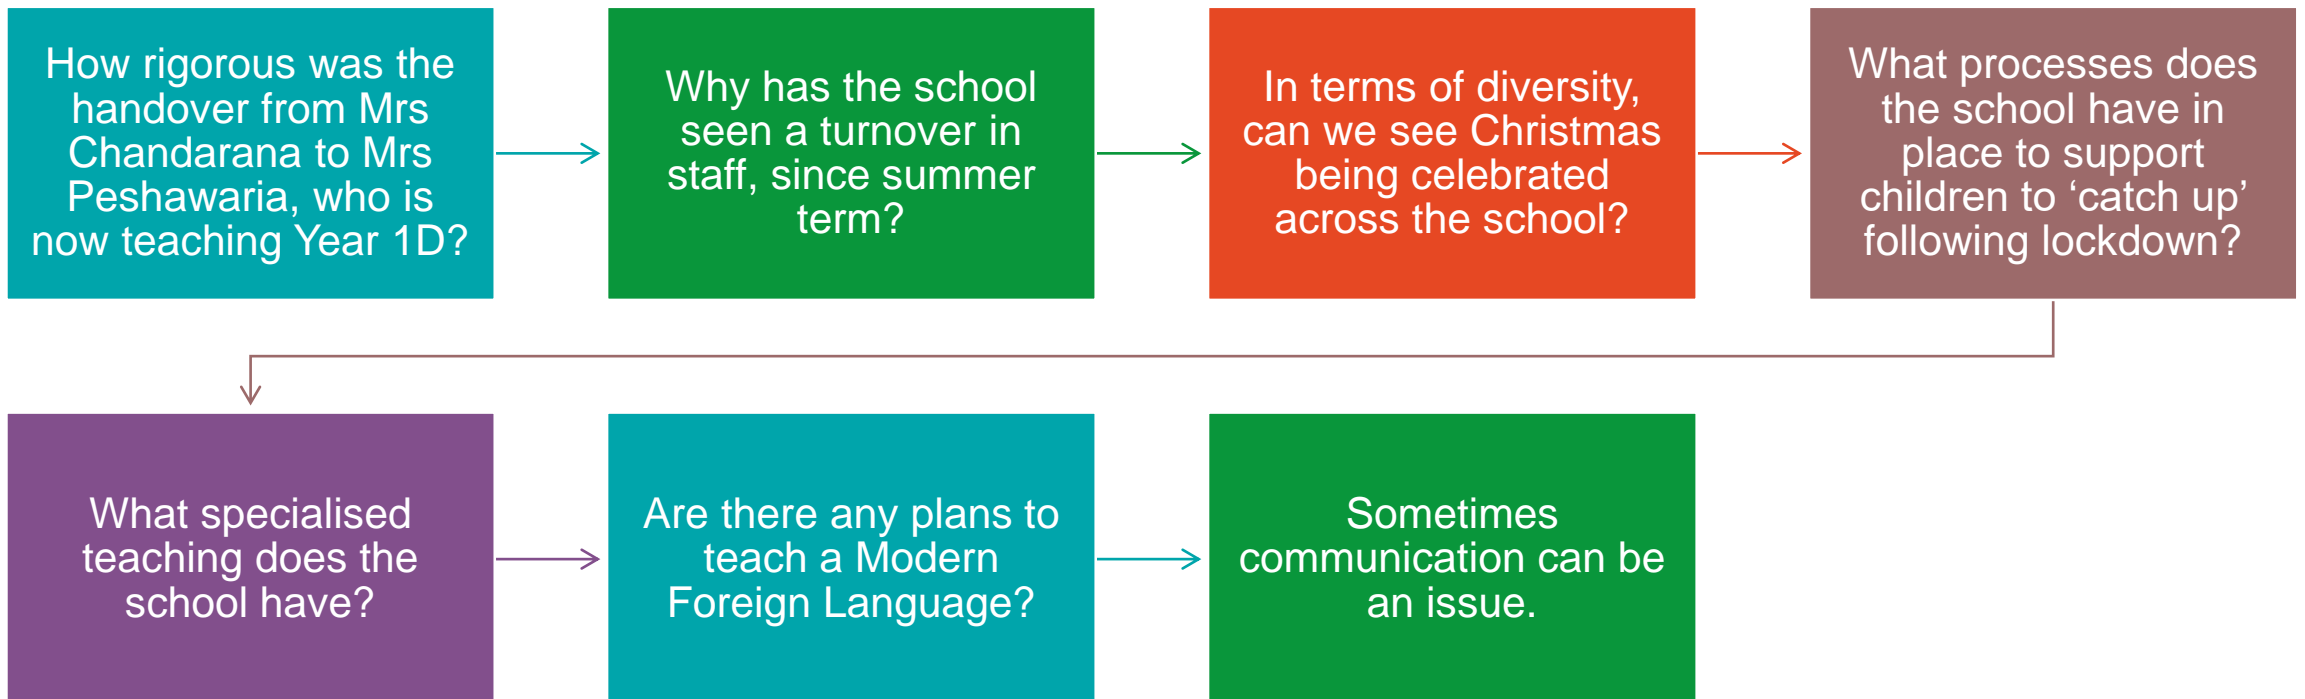 How rigorous was the
handover from Mrs
Chandarana to Mrs
Peshawaria, who is
now teaching Year 1D?
Why has the school
seen a turnover in
staff, since summer
term?
In terms of diversity,
can we see Christmas
being celebrated
across the school?
What processes does
the school have in
place to support
children to ‘catch up’
following lockdown?
What specialised
teaching does the
school have?
Are there any plans to
teach a Modern
Foreign Language?
Sometimes
communication can be
an issue.